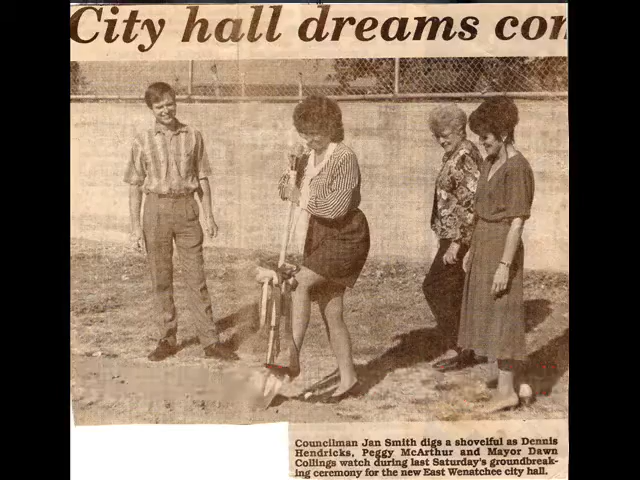 City hall dreams con
Councilman Jan Smith digs a shovelful as Dennis
Hendricks, Peggy McArthur and Mayor Dawn
Collings watch during last Saturday's groundbreak-
ing ceremony for the new East Wenatchee city hall.